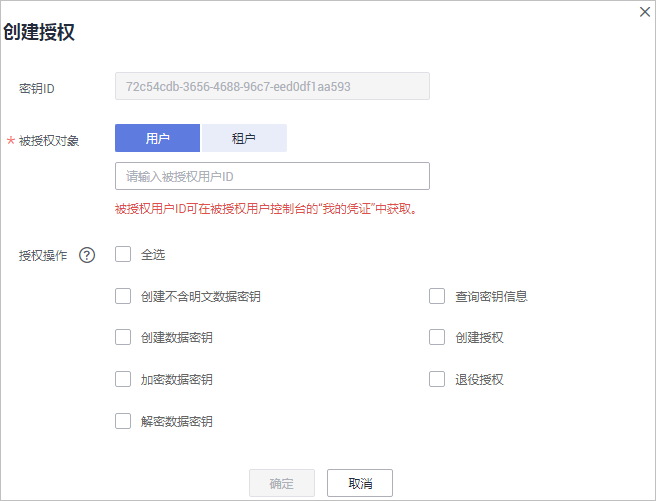 创建授权
密钥ID 72c54cdb-3656-4688-96c7-eed0df1aa593
* 被授权对象 用户 租户
请输入被授权用户ID
被授权用户ID可在被授权用户控制台的“我的凭证”中获取。
授权操作 ? 全选
创建不含明文数据密钥 查询密钥信息
创建数据密钥 创建授权
加密数据密钥 退役授权
解密数据密钥
确定 取消